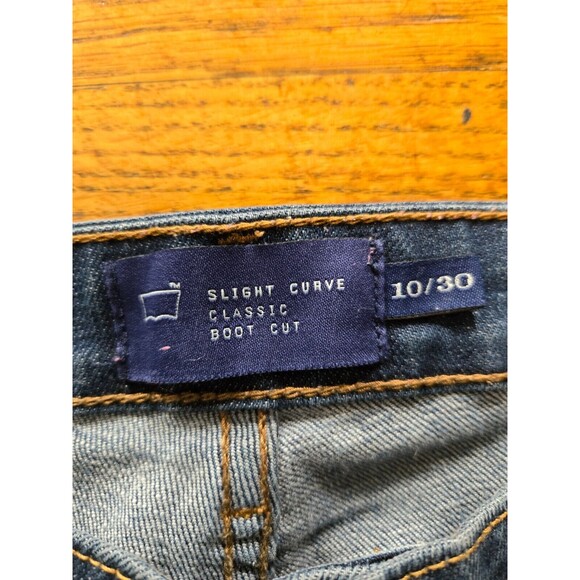 SLIGHT CURVE
CLASSIC
BOOT CUT
10/30